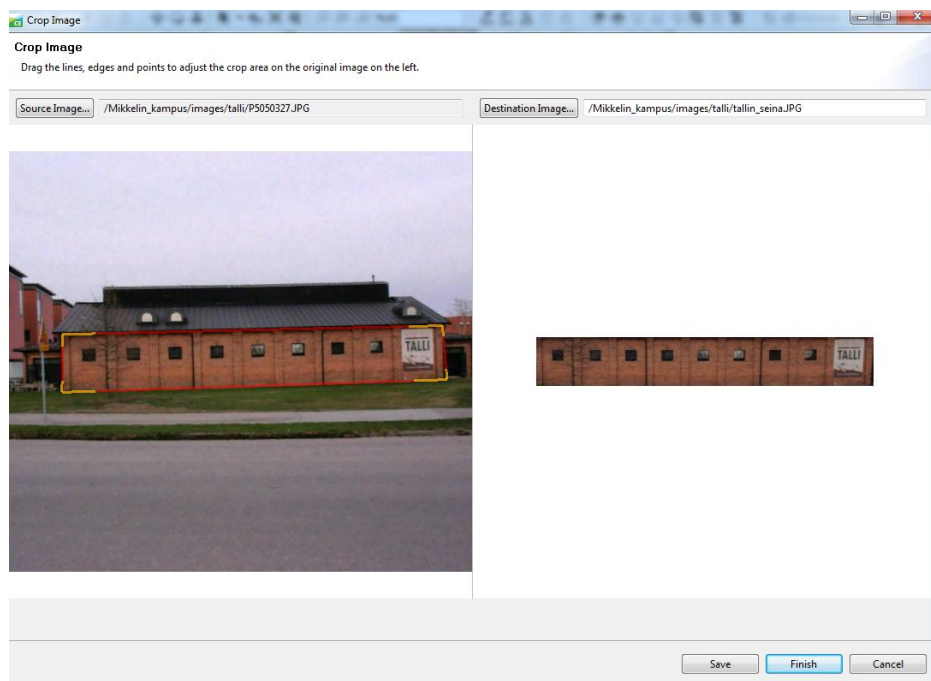 Crop Image
Crop Image
Drag the lines, edges and points to adjust the crop area on the original image on the left.
Source Image... /Mikkelin_kampus/images/talli/P5050327.JPG
Destination Image... /Mikkelin_kampus/images/talli/tallin_seina.JPG
TALLI
TALLI
Save Finish Cancel